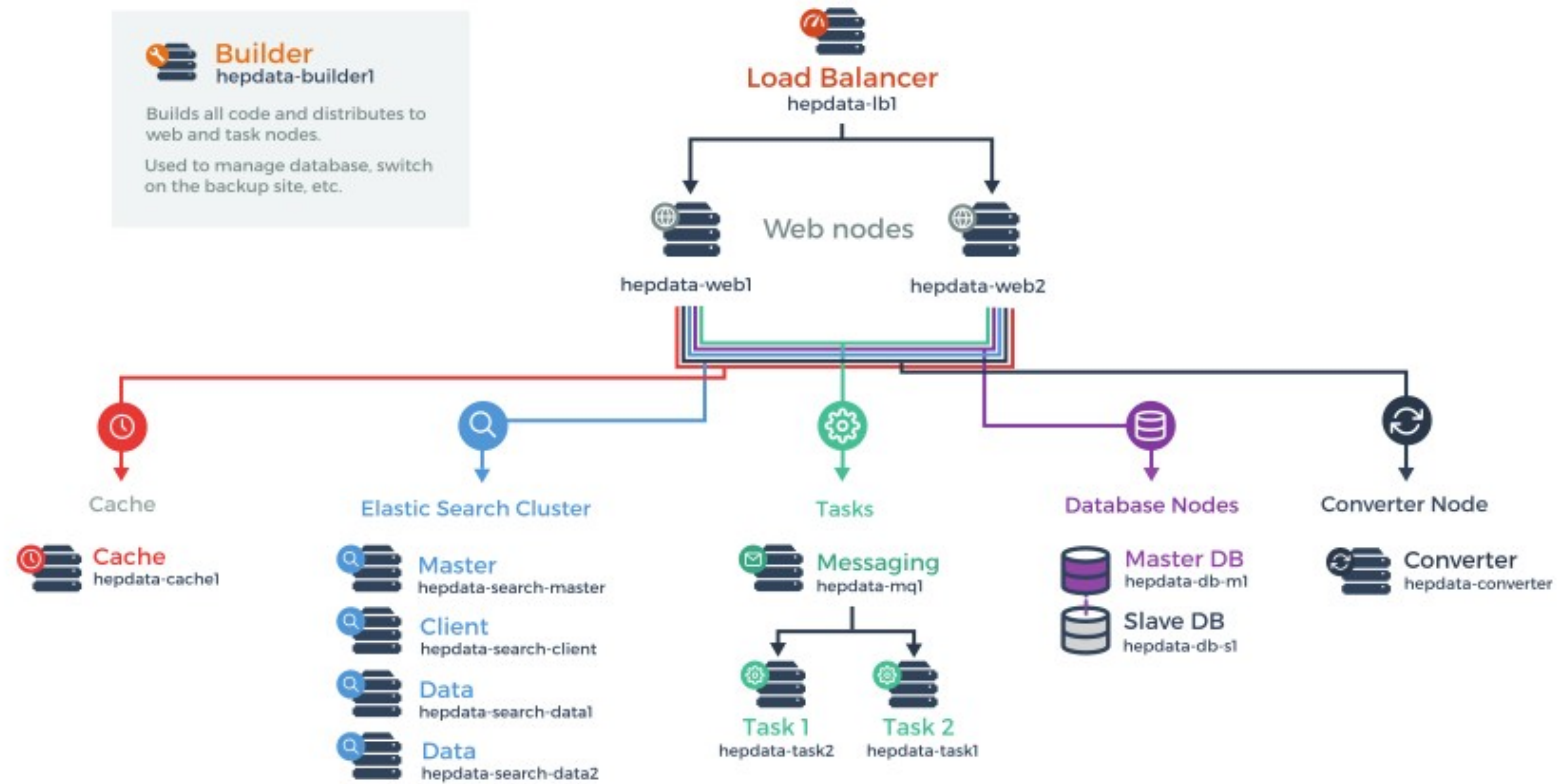 Builder
hepdata-builder1
Builds all code and distributes to
web and task nodes.
Used to manage database, switch
on the backup site, etc.
Load Balancer
hepdata-lb1
Web nodes
hepdata-web1
hepdata-web2
Cache
Cache
hepdata-cache1
Elastic Search Cluster
Master
hepdata-search-master
Client
hepdata-search-client
Data
hepdata-search-data1
Data
hepdata-search-data2
Tasks
Messaging
hepdata-mq1
Task 1
hepdata-task2
Task 2
hepdata-task1
Database Nodes
Master DB
hepdata-db-m1
Slave DB
hepdata-db-s1
Converter Node
Converter
hepdata-converter